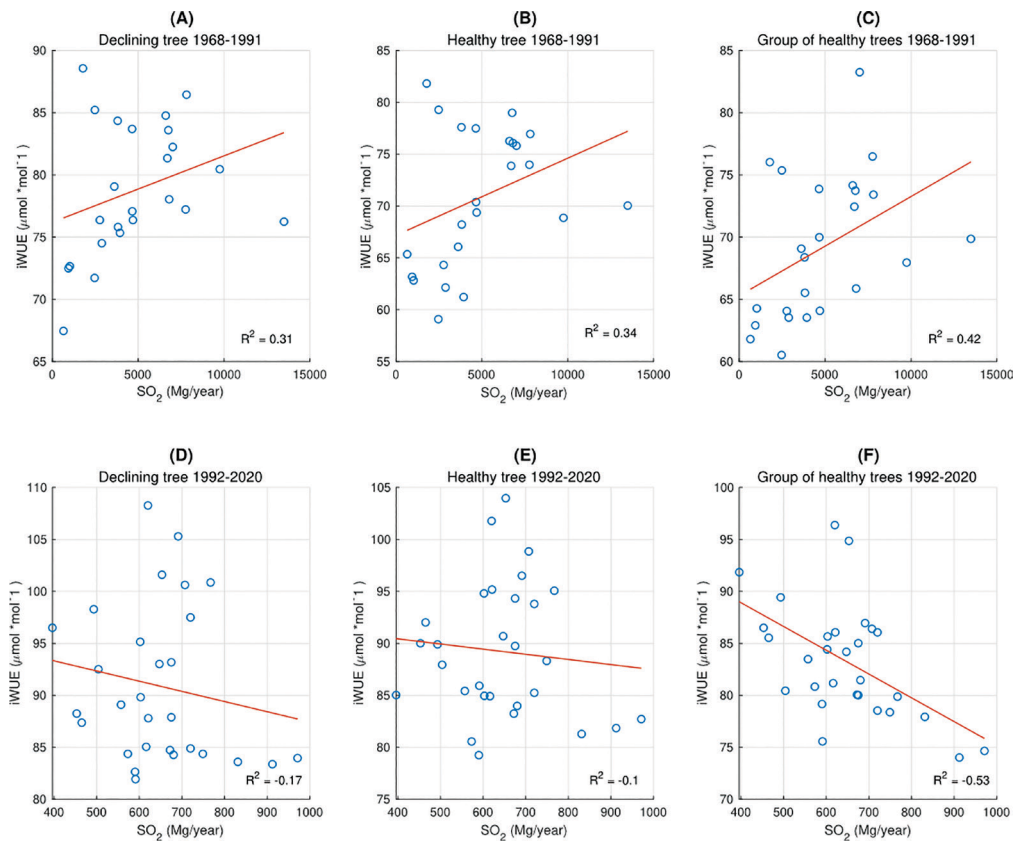 (A)
Declining tree 1968-1991
90
85
80
75
70
65
iWUE (μmol *mol⁻1 )
0
5000
10000
15000
SO₂ (Mg/year)
R² = 0.31
(B)
Healthy tree 1968-1991
85
80
75
70
65
60
55
iWUE (μmol *mol⁻1 )
0
5000
10000
15000
SO₂ (Mg/year)
R² = 0.34
(C)
Group of healthy trees 1968-1991
85
80
75
70
65
60
iWUE (μmol *mol⁻1 )
0
5000
10000
15000
SO₂ (Mg/year)
R² = 0.42
(D)
Declining tree 1992-2020
110
105
100
95
90
85
80
iWUE (μmol *mol⁻1 )
400
500
600
700
800
900
1000
SO₂ (Mg/year)
R² = -0.17
(E)
Healthy tree 1992-2020
105
100
95
90
85
80
75
iWUE (μmol *mol⁻1 )
400
500
600
700
800
900
1000
SO₂ (Mg/year)
R² = -0.1
(F)
Group of healthy trees 1992-2020
100
95
90
85
80
75
70
iWUE (μmol *mol⁻1 )
400
500
600
700
800
900
1000
SO₂ (Mg/year)
R² = -0.53